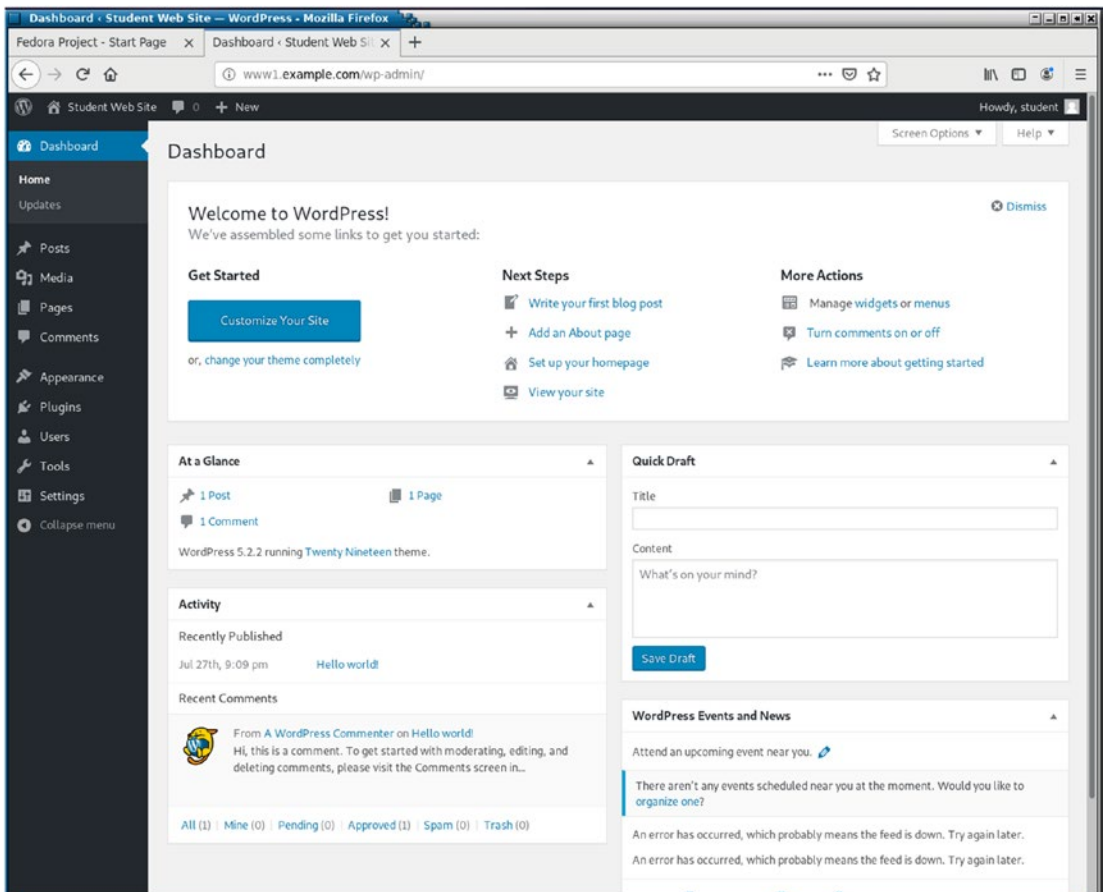 Dashboard ‹ Student Web Site — WordPress - Mozilla Firefox
Fedora Project - Start Page
Dashboard ‹ Student Web Sit
www1.example.com/wp-admin/
Student Web Site 0 + New
Howdy, student
Screen Options ▼ Help ▼
Dashboard
Home
Updates
Posts
Media
Pages
Comments
Appearance
Plugins
Users
Tools
Settings
Collapse menu
Dashboard
Welcome to WordPress!
We've assembled some links to get you started:
Dismiss
Get Started
Customize Your Site
or, change your theme completely
Next Steps
Write your first blog post
Add an About page
Set up your homepage
View your site
More Actions
Manage widgets or menus
Turn comments on or off
Learn more about getting started
At a Glance
1 Post 1 Page
1 Comment
WordPress 5.2.2 running Twenty Nineteen theme.
Activity
Recently Published
Jul 27th, 9:09 pm Hello world!
Recent Comments
From A WordPress Commenter on Hello world!
Hi, this is a comment. To get started with moderating, editing, and
deleting comments, please visit the Comments screen in...
All (1) | Mine (0) | Pending (0) | Approved (1) | Spam (0) | Trash (0)
Quick Draft
Title
Content
What's on your mind?
Save Draft
WordPress Events and News
Attend an upcoming event near you.
There aren't any events scheduled near you at the moment. Would you like to
organize one?
An error has occurred, which probably means the feed is down. Try again later.
An error has occurred, which probably means the feed is down. Try again later.